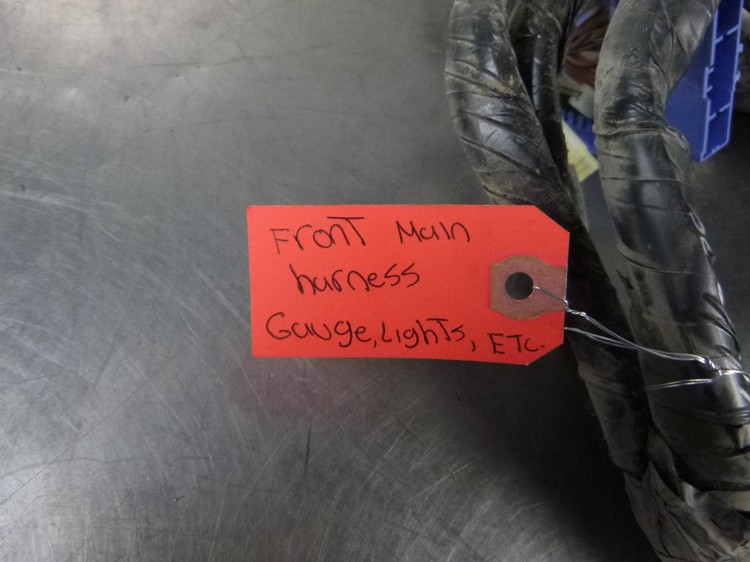 Front Main
harness
Gauge, Lights, ETC.